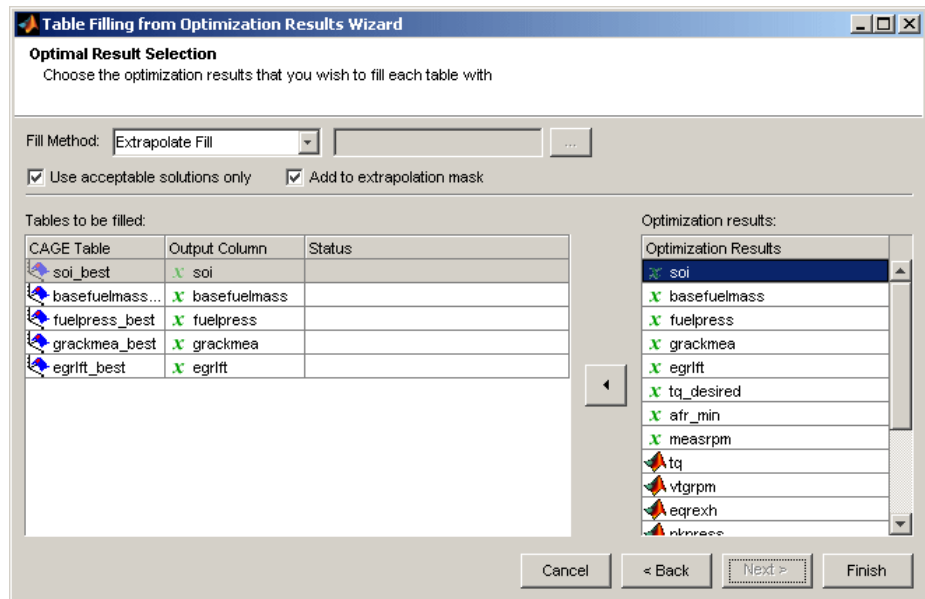 Table Filling from Optimization Results Wizard
Optimal Result Selection
Choose the optimization results that you wish to fill each table with
Fill Method: Extrapolate Fill ...
Use acceptable solutions only Add to extrapolation mask
Tables to be filled: Optimization results:
CAGE Table Output Column Status Optimization Results
soi_best x soi x soi
basefuelmass... x basefuelmass x basefuelmass
fuelpress_best x fuelpress x fuelpress
grackmea_best x grackmea x grackmea
egrlft_best x egrlft x egrlft
x tq_desired
x afr_min
x measrpm
tq
vtgrpm
eqrexh
pkpress
Cancel < Back Next > Finish